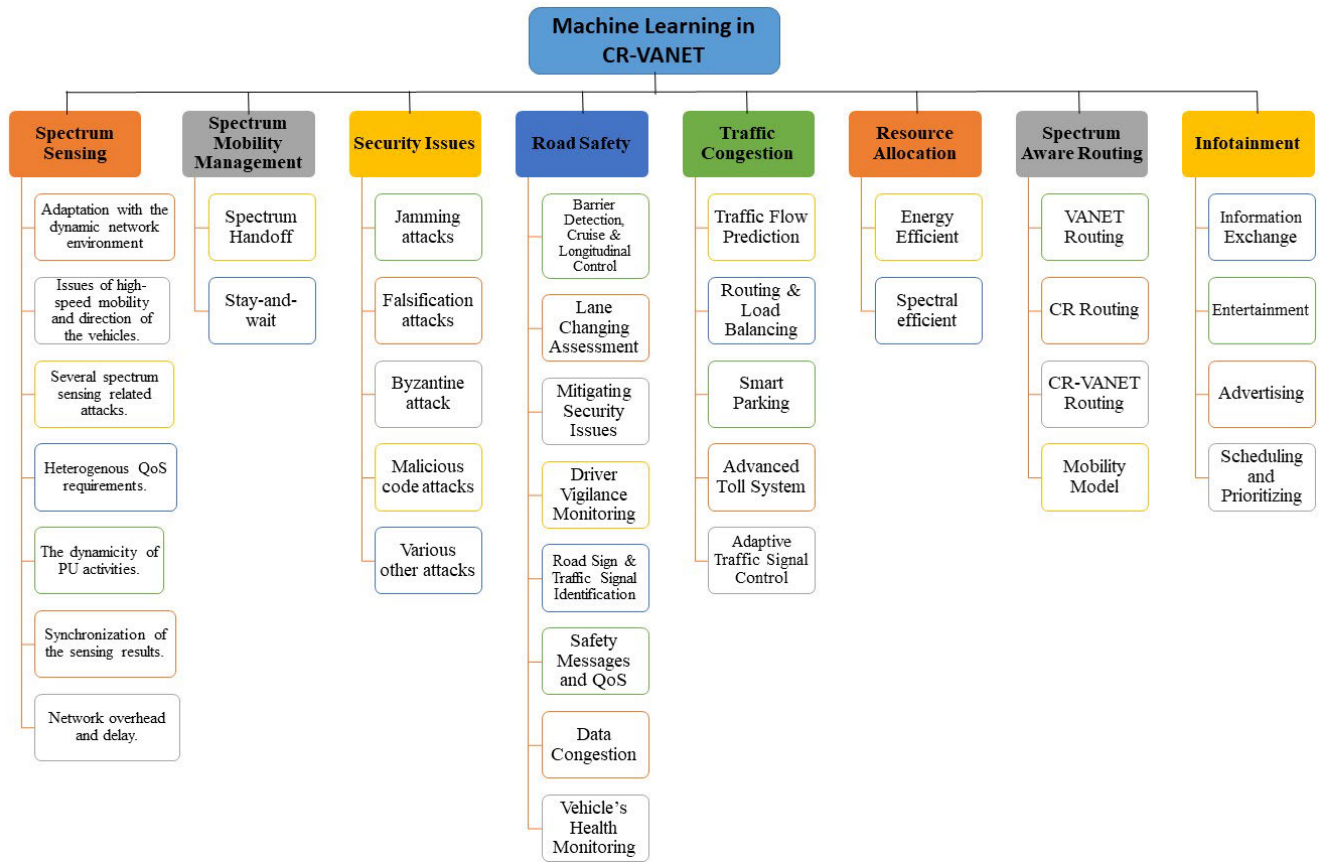 Machine Learning in
CR-VANET
Spectrum
Sensing
Adaptation with the
dynamic network
environment
Issues of high-
speed mobility
and direction of
the vehicles.
Several spectrum
sensing related
attacks.
Heterogenous QoS
requirements.
The dynamicity of
PU activities.
Synchronization of
the sensing results.
Network overhead
and delay.
Spectrum
Mobility
Management
Spectrum
Handoff
Stay-and-
wait
Security Issues
Jamming
attacks
Falsification
attacks
Byzantine
attack
Malicious
code attacks
Various
other attacks
Road Safety
Barrier
Detection,
Cruise &
Longitudinal
Control
Lane
Changing
Assessment
Mitigating
Security
Issues
Driver
Vigilance
Monitoring
Road Sign &
Traffic Signal
Identification
Safety
Messages
and QoS
Data
Congestion
Vehicle's
Health
Monitoring
Traffic
Congestion
Traffic Flow
Prediction
Routing &
Load
Balancing
Smart
Parking
Advanced
Toll System
Adaptive
Traffic Signal
Control
Resource
Allocation
Energy
Efficient
Spectral
efficient
Spectrum
Aware Routing
VANET
Routing
CR Routing
CR-VANET
Routing
Mobility
Model
Infotainment
Information
Exchange
Entertainment
Advertising
Scheduling
and
Prioritizing